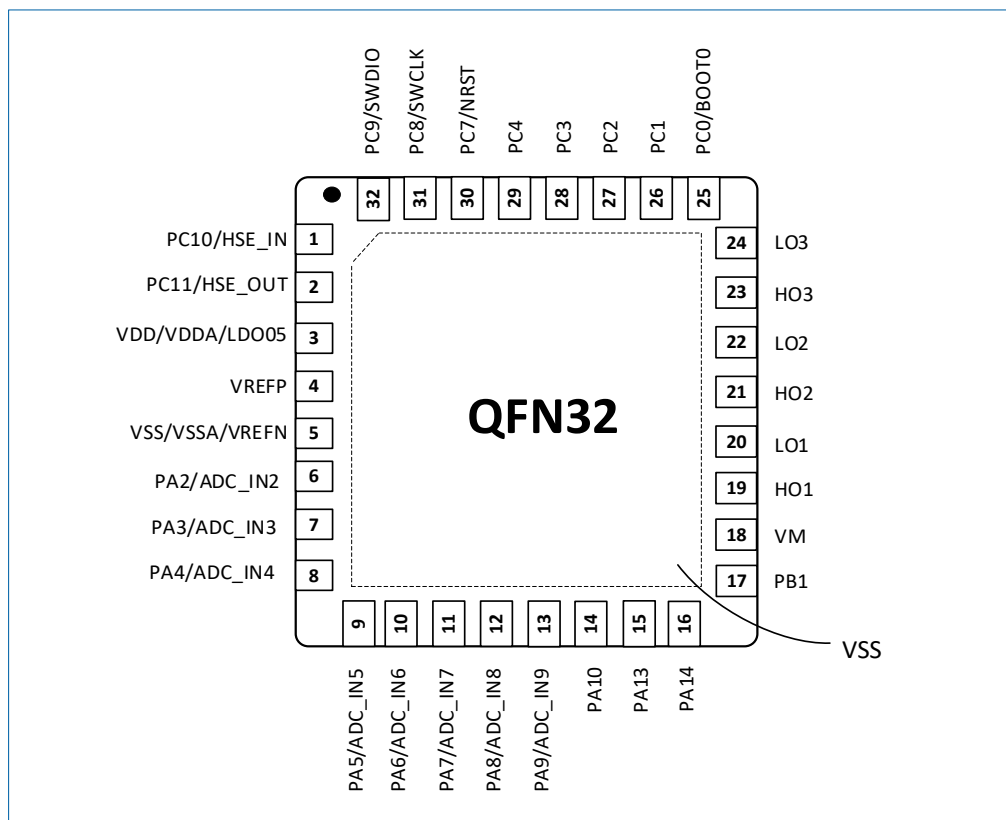 PC9/SWDIO
PC8/SWCLK
PC7/NRST
PC4
PC3
PC2
PC1
PC0/BOOT0
32
31
30
29
28
27
26
25
PC10/HSE_IN 1
PC11/HSE_OUT 2
VDD/VDDA/LDO05 3
VREFP 4
VSS/VSSA/VREFN 5
PA2/ADC_IN2 6
PA3/ADC_IN3 7
PA4/ADC_IN4 8
QFN32
24 LO3
23 HO3
22 LO2
21 HO2
20 LO1
19 HO1
18 VM
17 PB1
VSS
9
10
11
12
13
14
15
16
PA5/ADC_IN5
PA6/ADC_IN6
PA7/ADC_IN7
PA8/ADC_IN8
PA9/ADC_IN9
PA10
PA13
PA14